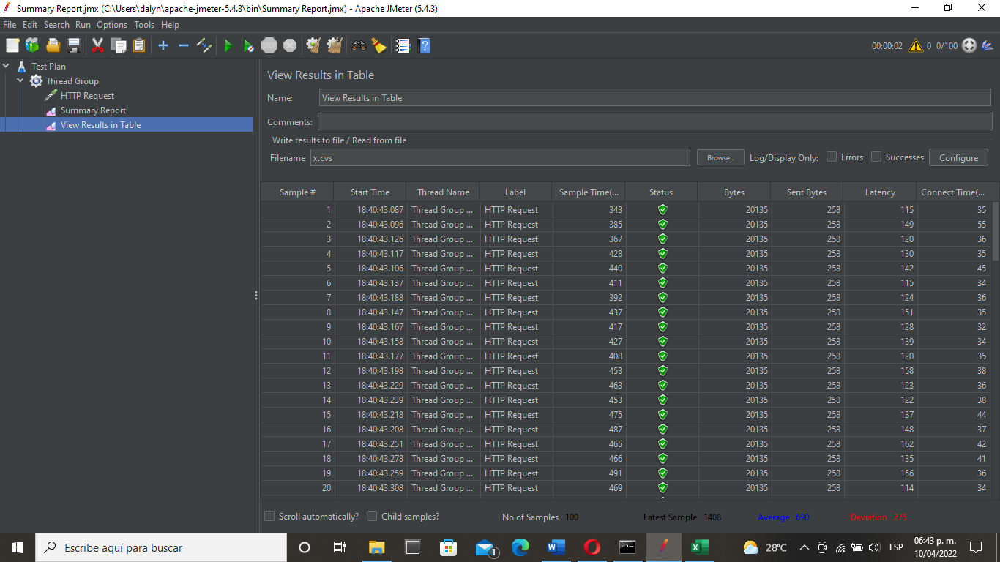 Summary Report.jmx (C:\Users\dalyn\apache-jmeter-5.4.3\bin\Summary Report.jmx) - Apache JMeter (5.4.3)
File Edit Search Run Options Tools Help
STOP 00:00:02 0 0/100
Test Plan
Thread Group
HTTP Request
Summary Report
View Results in Table
View Results in Table
Name: View Results in Table
Comments:
Write results to file / Read from file
Filename x.cvs Browse... Log/Display Only: Errors Successes Configure
Sample # Start Time Thread Name Label Sample Time(... Status Bytes Sent Bytes Latency Connect Time(...
1 18:40:43.087 Thread Group ... HTTP Request 343 20135 258 115 35
2 18:40:43.096 Thread Group ... HTTP Request 385 20135 258 149 55
3 18:40:43.126 Thread Group ... HTTP Request 367 20135 258 120 36
4 18:40:43.117 Thread Group ... HTTP Request 428 20135 258 130 35
5 18:40:43.106 Thread Group ... HTTP Request 440 20135 258 142 45
6 18:40:43.137 Thread Group ... HTTP Request 411 20135 258 115 34
7 18:40:43.188 Thread Group ... HTTP Request 392 20135 258 124 36
8 18:40:43.147 Thread Group ... HTTP Request 437 20135 258 151 35
9 18:40:43.167 Thread Group ... HTTP Request 417 20135 258 128 32
10 18:40:43.158 Thread Group ... HTTP Request 427 20135 258 139 34
11 18:40:43.177 Thread Group ... HTTP Request 408 20135 258 120 35
12 18:40:43.198 Thread Group ... HTTP Request 453 20135 258 158 38
13 18:40:43.229 Thread Group ... HTTP Request 463 20135 258 123 36
14 18:40:43.239 Thread Group ... HTTP Request 453 20135 258 122 38
15 18:40:43.218 Thread Group ... HTTP Request 475 20135 258 137 44
16 18:40:43.208 Thread Group ... HTTP Request 487 20135 258 148 37
17 18:40:43.251 Thread Group ... HTTP Request 465 20135 258 162 42
18 18:40:43.278 Thread Group ... HTTP Request 466 20135 258 135 41
19 18:40:43.259 Thread Group ... HTTP Request 491 20135 258 156 36
20 18:40:43.308 Thread Group ... HTTP Request 469 20135 258 114 34
Scroll automatically? Child samples? No of Samples 100 Latest Sample 1408 Average 690 Deviation 275
Escribe aquí para buscar 1 28°C ESP 06:43 p. m.
10/04/2022